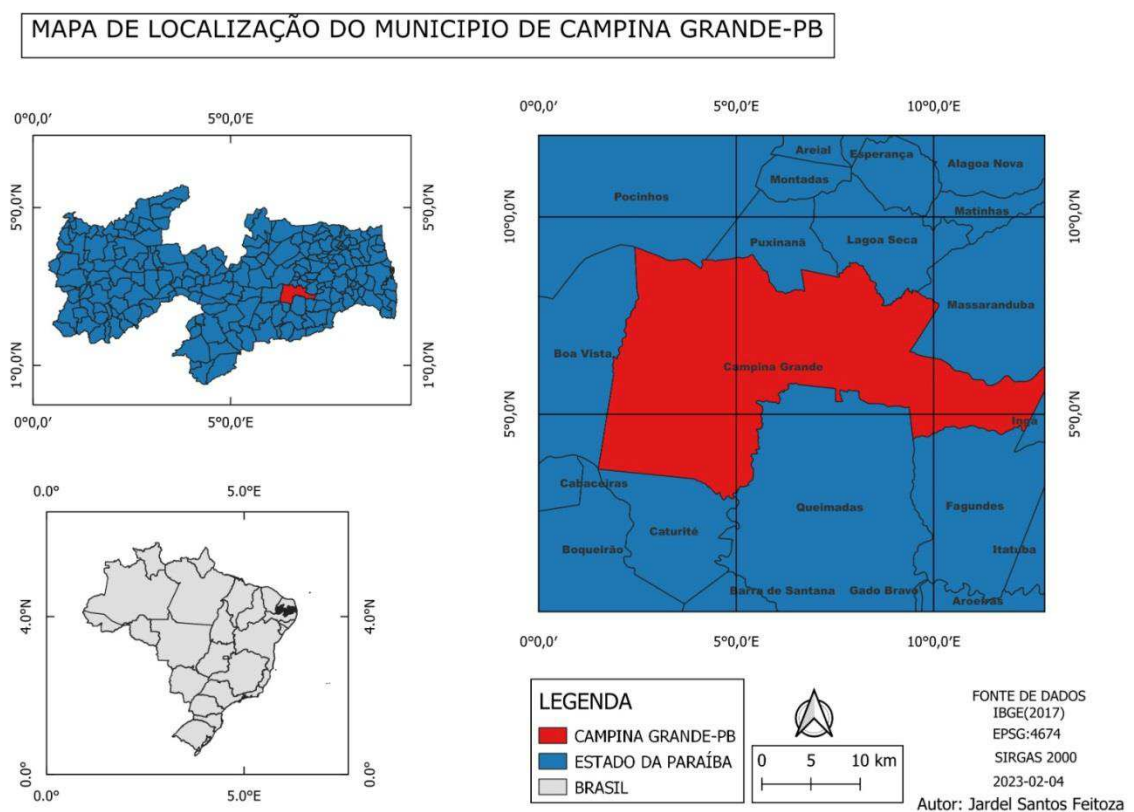 MAPA DE LOCALIZAÇÃO DO MUNICIPIO DE CAMPINA GRANDE-PB
0°0,0′ 5°0,0′
5°0,0′N 5°0,0′N
1°0,0′N 1°0,0′N
0°0,0′ 5°0,0′
0.0° 5.0°E
4.0°N 4.0°N
0.0° 0.0°
0.0° 5.0°E
0°0,0′ 5°0,0′ 10°0,0′
Areial
Esperança
Alagoa Nova
Montadas
Pocinhos
Matinhas
10°0,0′N 10°0,0′N
Puxinanã
Lagoa Seca
Massaranduba
Boa Vista
Campina Grande
5°0,0′N 5°0,0′N
Ingá
Cabaceiras
Queimadas
Fagundes
Caturité
Boqueirão
Itatuba
Barra de Santana
Gado Bravo
Aroeiras
0°0,0′ 5°0,0′ 10°0,0′
LEGENDA
CAMPINA GRANDE-PB
ESTADO DA PARAÍBA
BRASIL
0 5 10 km
FONTE DE DADOS
IBGE(2017)
EPSG:4674
SIRGAS 2000
2023-02-04
Autor: Jardel Santos Feitoza